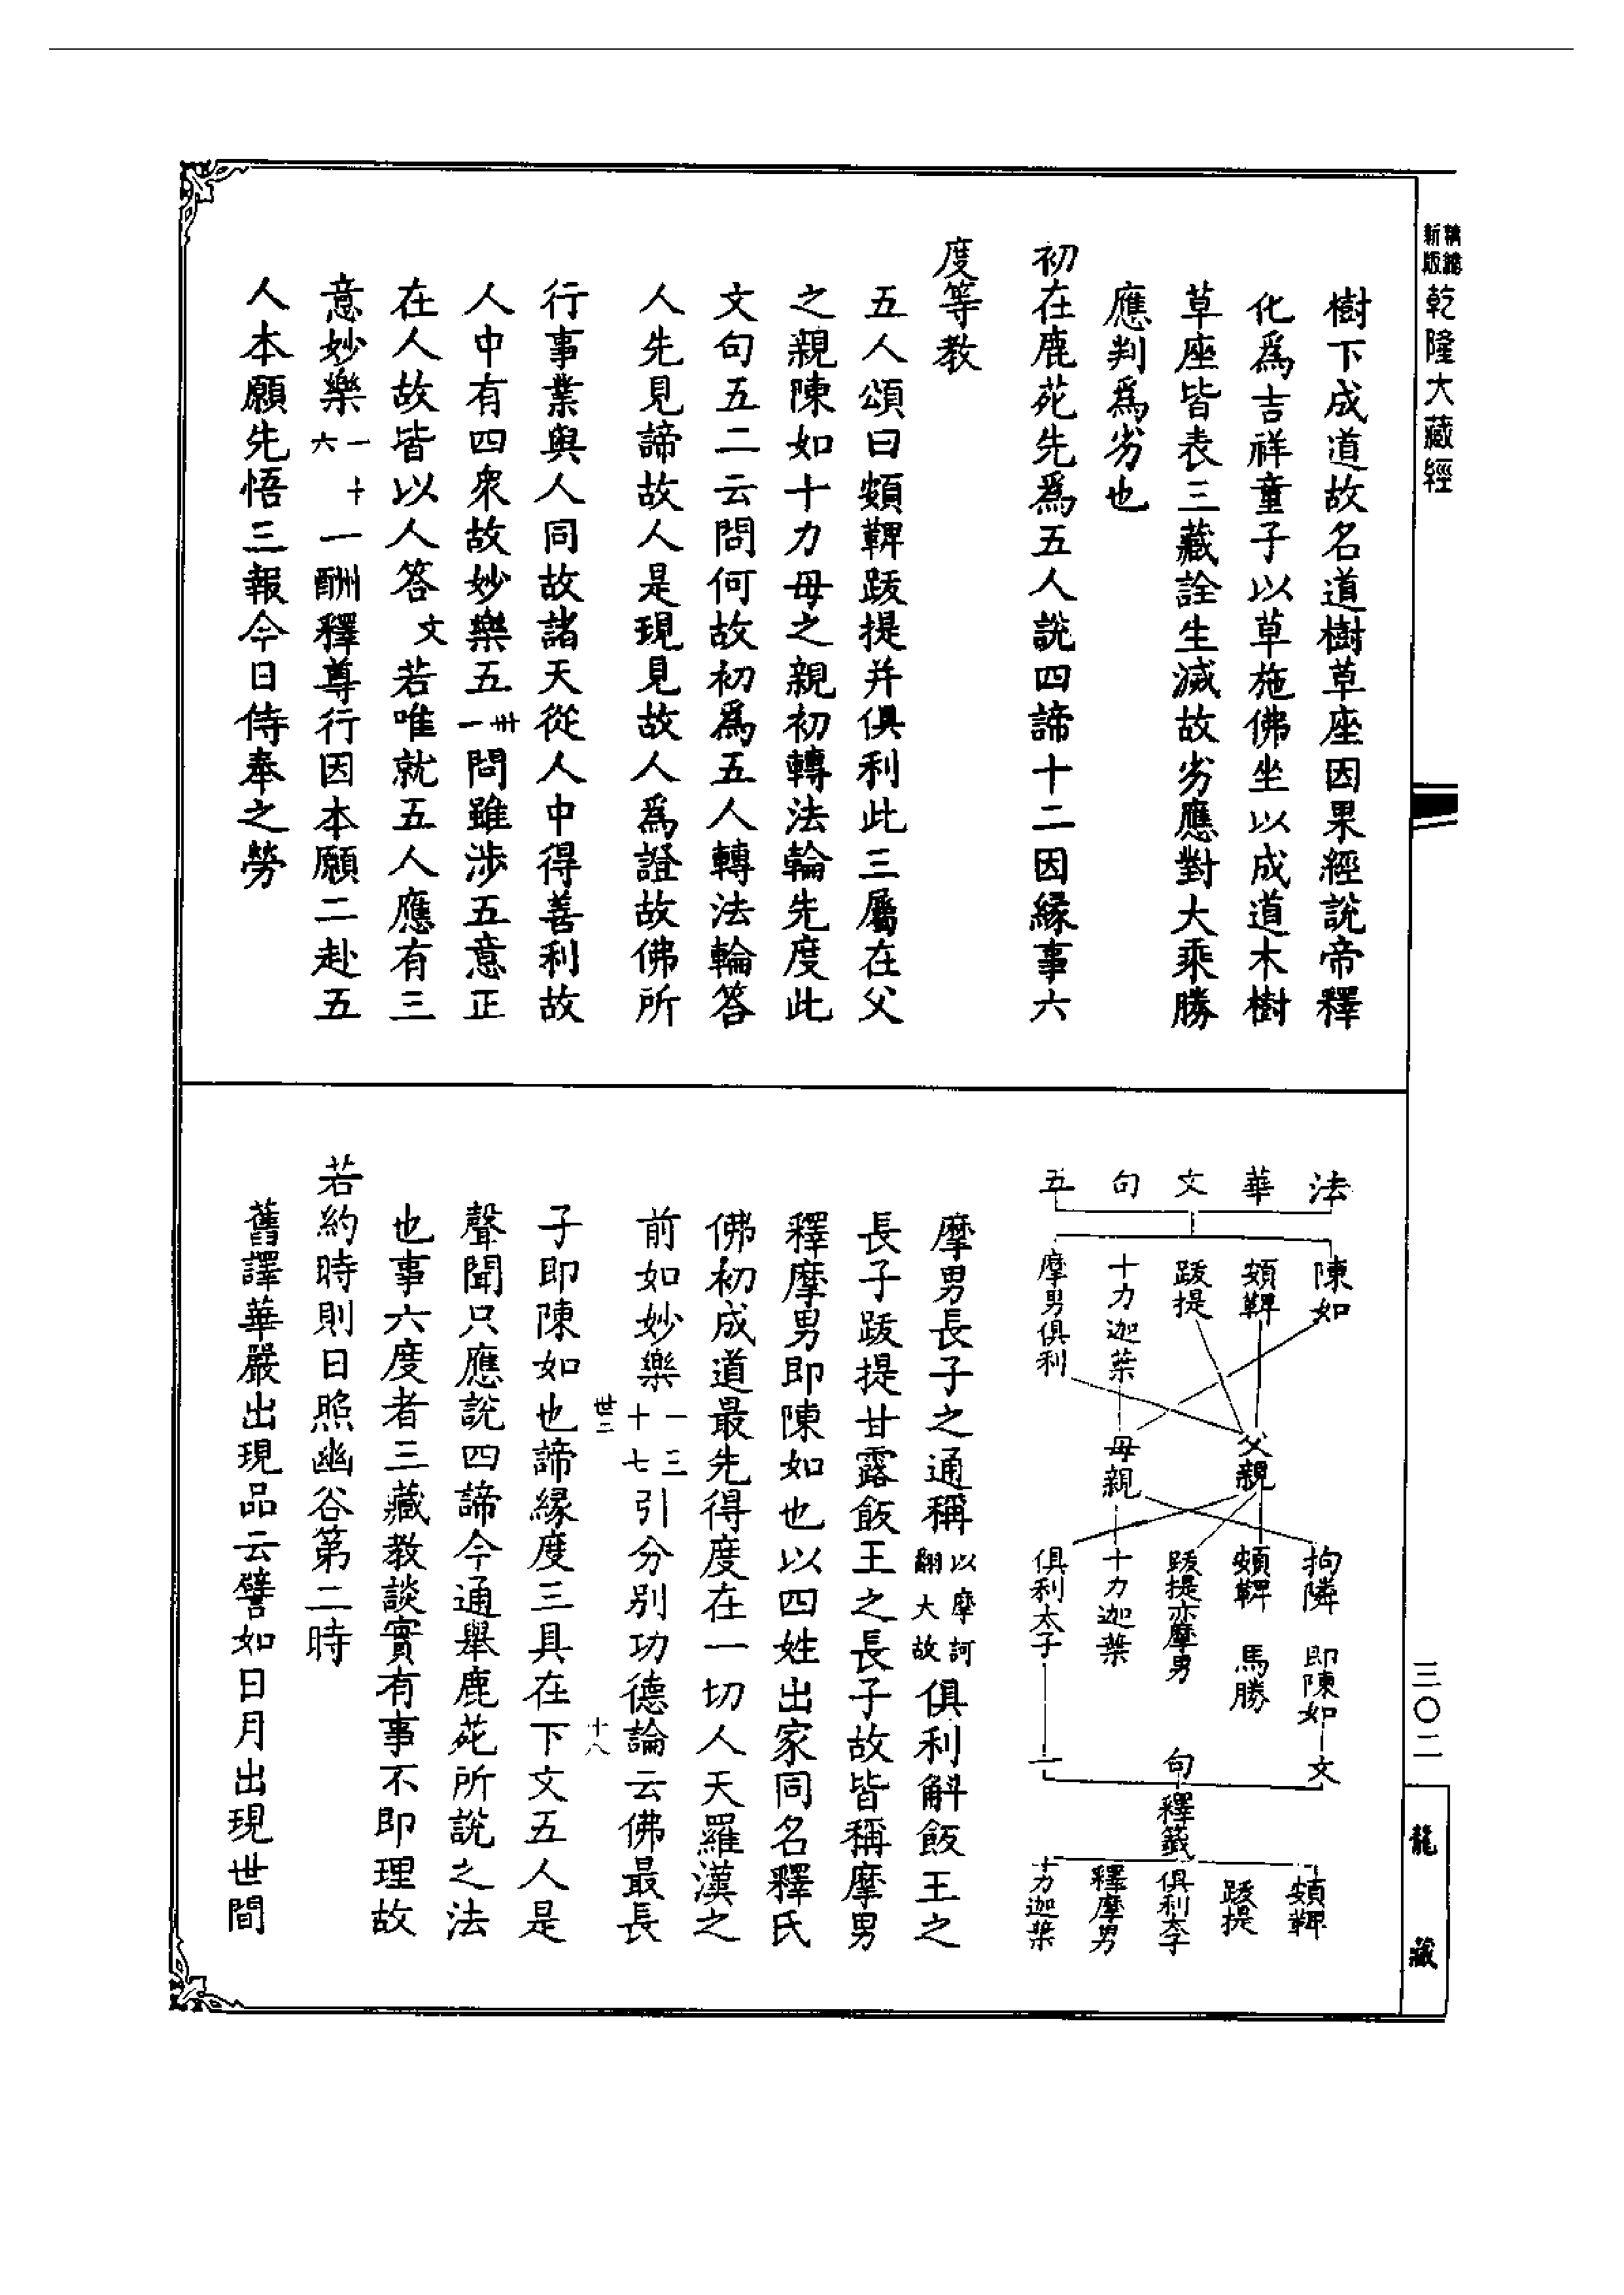 精縮新版乾隆大藏經
樹下成道故名道樹草座因果經說帝釋
化為吉祥童子以草施佛坐以成道木樹
草座皆表三藏詮生滅故劣應對大乘勝
應判為劣也
初在鹿苑先為五人說四諦十二因緣事六
度等教
五人頌曰頞鞞跋提并俱利此三屬在父
之親陳如十力母之親初轉法輪先度此
文句五二云問何故初為五人轉法輪答
人先見諦故人是現見故人為證故佛所
行事業與人同故諸天從人中得善利故
人中有四衆故妙樂五卅一問雖涉五意正
在人故皆以人答文若唯就五人應有三
意妙樂一十六一酬釋尊行因本願二赴五
人本願先悟三報今日侍奉之勞
法華文句五
陳如 頞鞞 跋提 十力迦葉 摩男俱利
父親 母親
拘隣即陳如 頞鞞馬勝 跋提亦摩男 十力迦葉 俱利太子
文句一
釋籤
頞鞞 跋提 俱利太子 釋摩男 十力迦葉
摩男長子之通稱以摩訶翻大故俱利斛飯王之
長子跋提甘露飯王之長子故皆稱摩男
釋摩男即陳如也以四姓出家同名釋氏
佛初成道最先得度在一切人天羅漢之
前如妙樂一三十七引分別功德論云佛最長
子即陳如也諦緣度三具在下文五人是
世二
十八
聲聞只應說四諦今通舉鹿苑所說之法
也事六度者三藏教談實有事不即理故
若約時則日照幽谷第二時
舊譯華嚴出現品云譬如日月出現世間
三〇二
龍藏